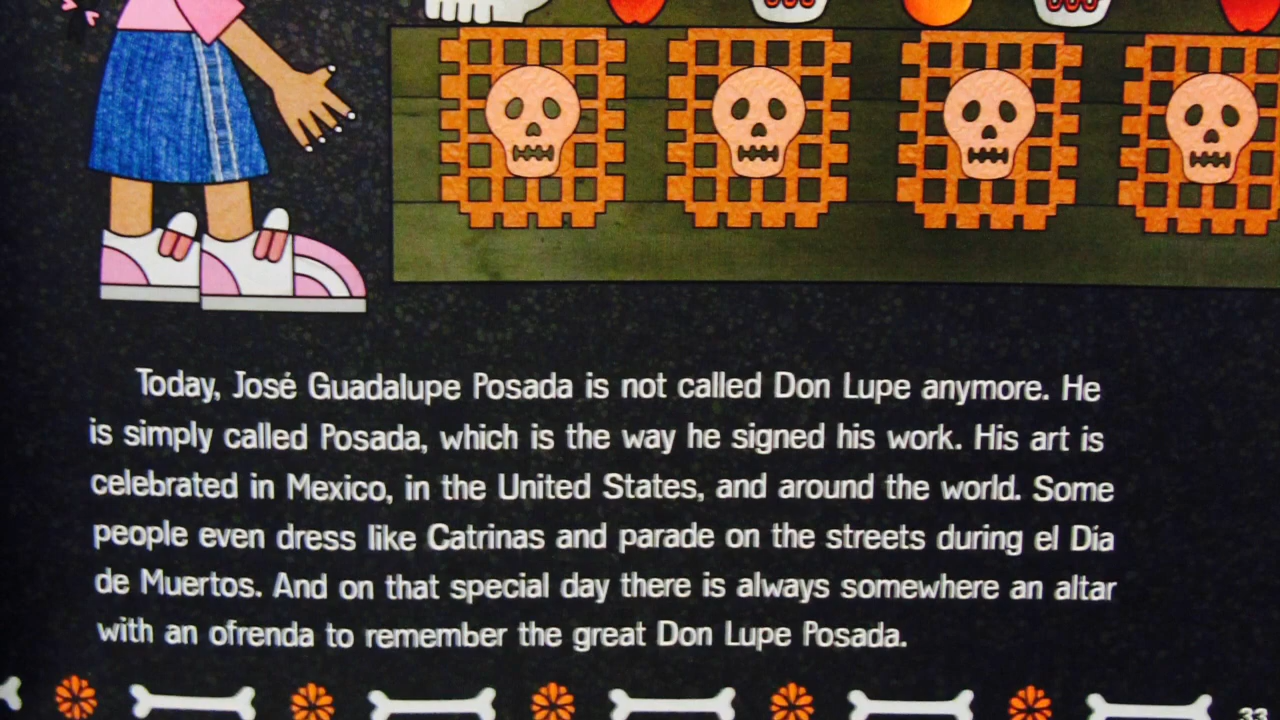 Today, José Guadalupe Posada is not called Don Lupe anymore. He
is simply called Posada, which is the way he signed his work. His art is
celebrated in Mexico, in the United States, and around the world. Some
people even dress like Catrinas and parade on the streets during el Día
de Muertos. And on that special day there is always somewhere an altar
with an ofrenda to remember the great Don Lupe Posada.
33